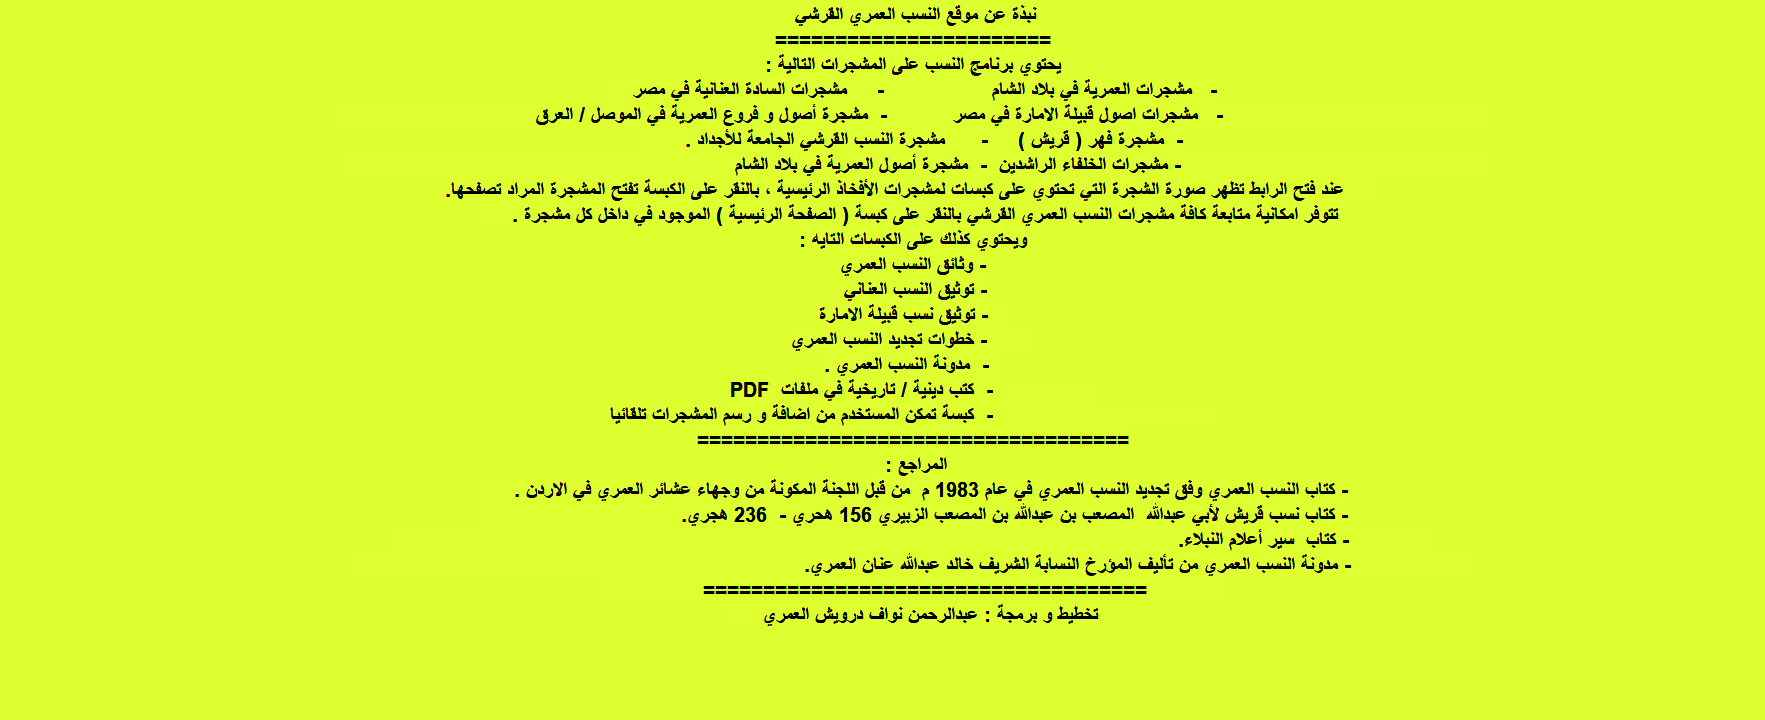 نبذة عن موقع النسب العمري القرشي
=======================
يحتوي برنامج النسب على المشجرات التالية :
- مشجرات العمرية في بلاد الشام - مشجرات السادة العنانية في مصر
- مشجرات اصول قبيلة الامارة في مصر - مشجرة أصول و فروع العمرية في الموصل / العرق
- مشجرة فهر ( قريش ) - مشجرة النسب القرشي الجامعة للأجداد .
- مشجرات الخلفاء الراشدين - مشجرة أصول العمرية في بلاد الشام
عند فتح الرابط تظهر صورة الشجرة التي تحتوي على كبسات لمشجرات الأفخاذ الرئيسية ، بالنقر على الكبسة تفتح المشجرة المراد تصفحها.
تتوفر امكانية متابعة كافة مشجرات النسب العمري القرشي بالنقر على كبسة ( الصفحة الرئيسية ) الموجود في داخل كل مشجرة .
ويحتوي كذلك على الكبسات التايه :
- وثائق النسب العمري
- توثيق النسب العناني
- توثيق نسب قبيلة الامارة
- خطوات تجديد النسب العمري
- مدونة النسب العمري .
- كتب دينية / تاريخية في ملفات PDF
- كبسة تمكن المستخدم من اضافة و رسم المشجرات تلقائيا
====================================
المراجع :
- كتاب النسب العمري وفق تجديد النسب العمري في عام 1983 م من قبل اللجنة المكونة من وجهاء عشائر العمري في الاردن .
- كتاب نسب قريش لأبي عبدالله المصعب بن عبدالله بن المصعب الزبيري 156 هحري - 236 هجري.
- كتاب سير أعلام النبلاء.
- مدونة النسب العمري من تأليف المؤرخ النسابة الشريف خالد عبدالله عنان العمري.
=====================================
تخطيط و برمجة : عبدالرحمن نواف درويش العمري